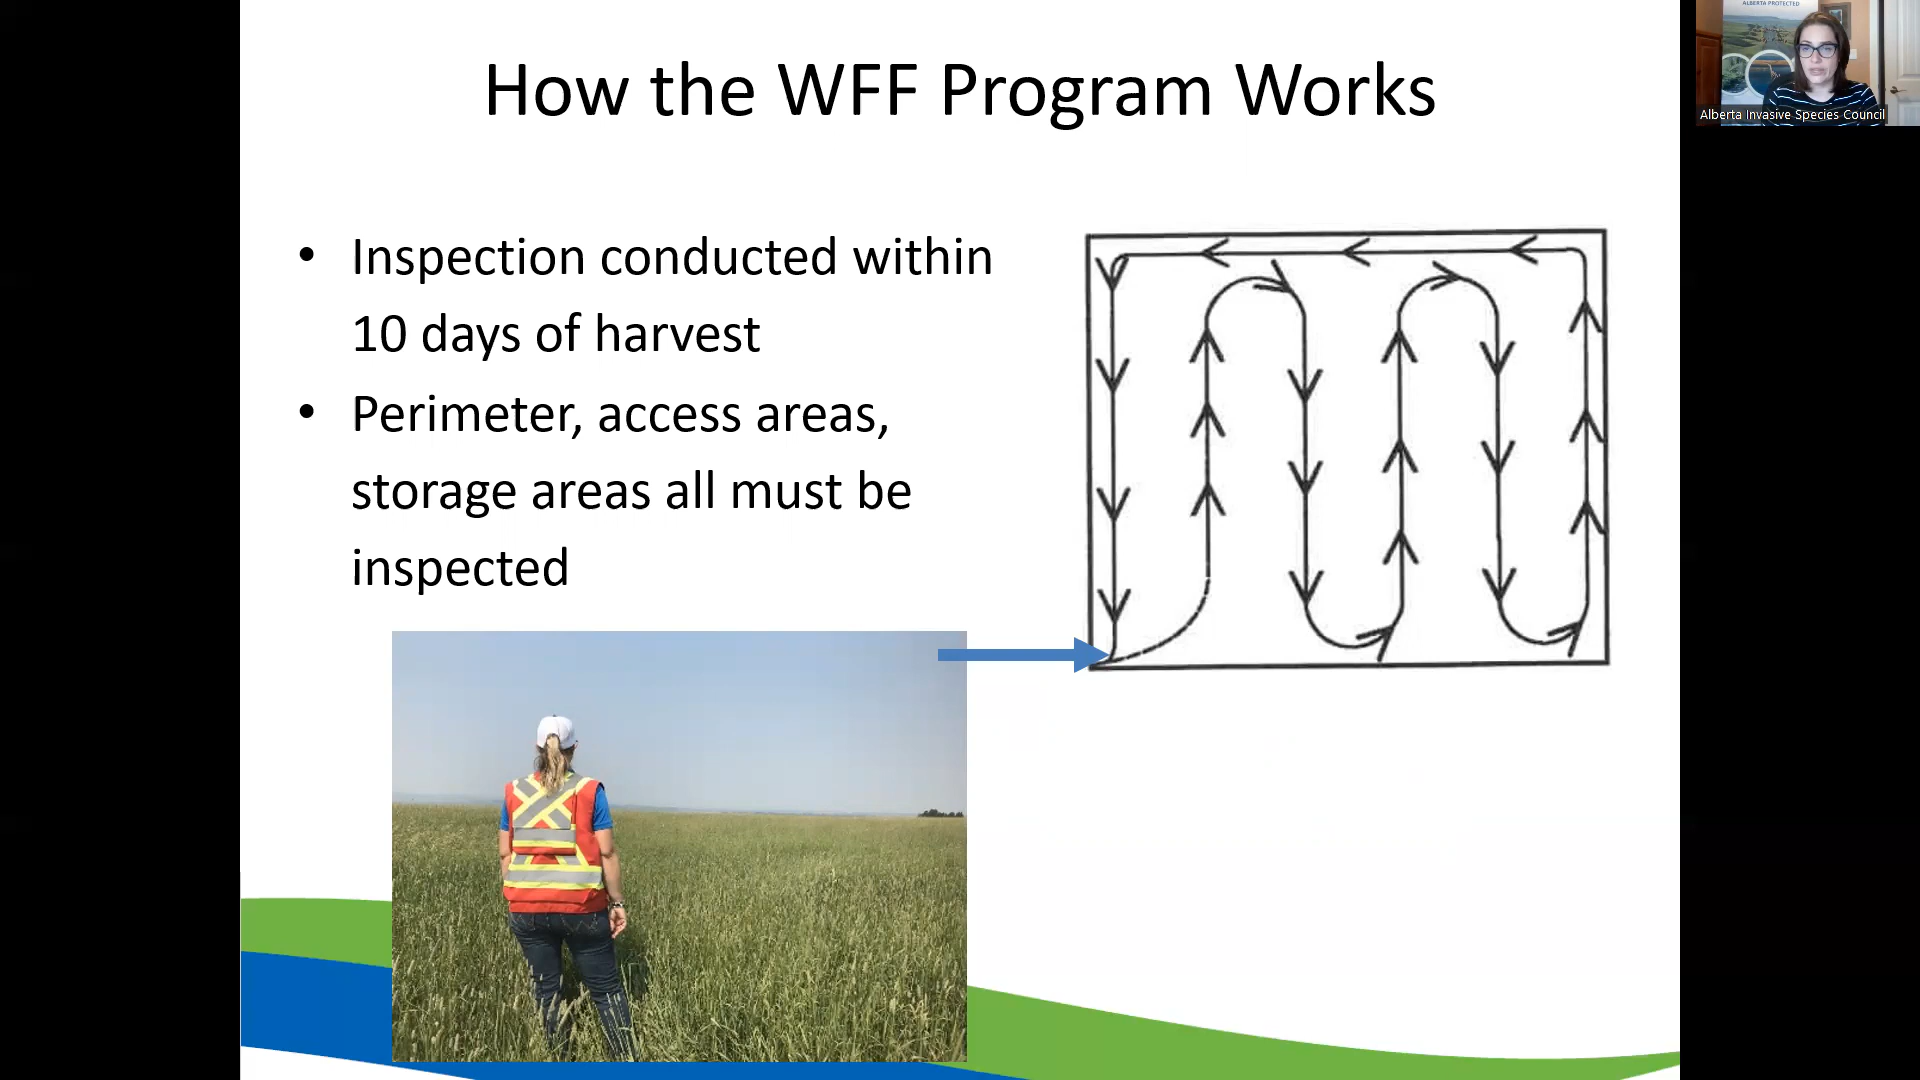 How the WFF Program Works
• Inspection conducted within
10 days of harvest
• Perimeter, access areas,
storage areas all must be
inspected
ALBERTA PROTECTED
Alberta Invasive Species Council